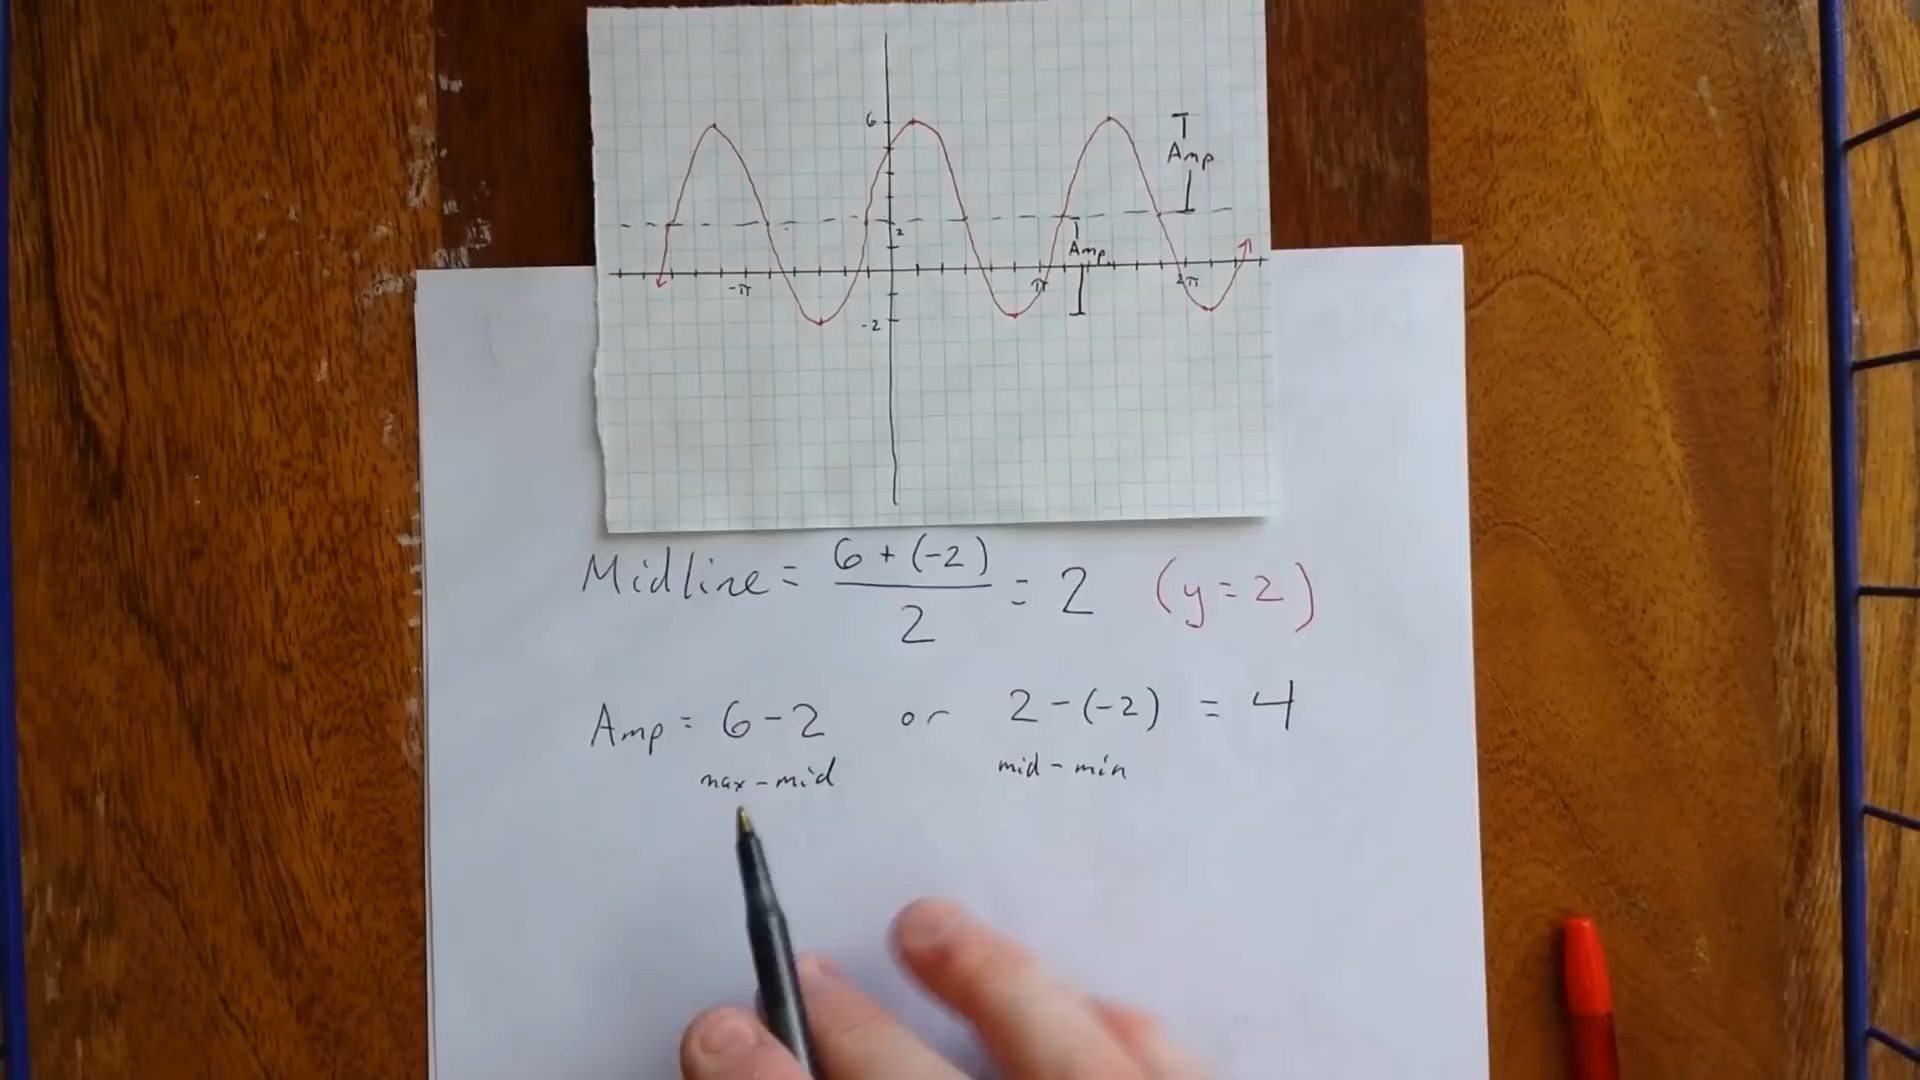 6
Amp
2
Amp.
-π
π
2π
-2
Midline = 6 + (-2) / 2 = 2 (y = 2)
Amp = 6 - 2 or 2 - (-2) = 4
max - mid mid - min